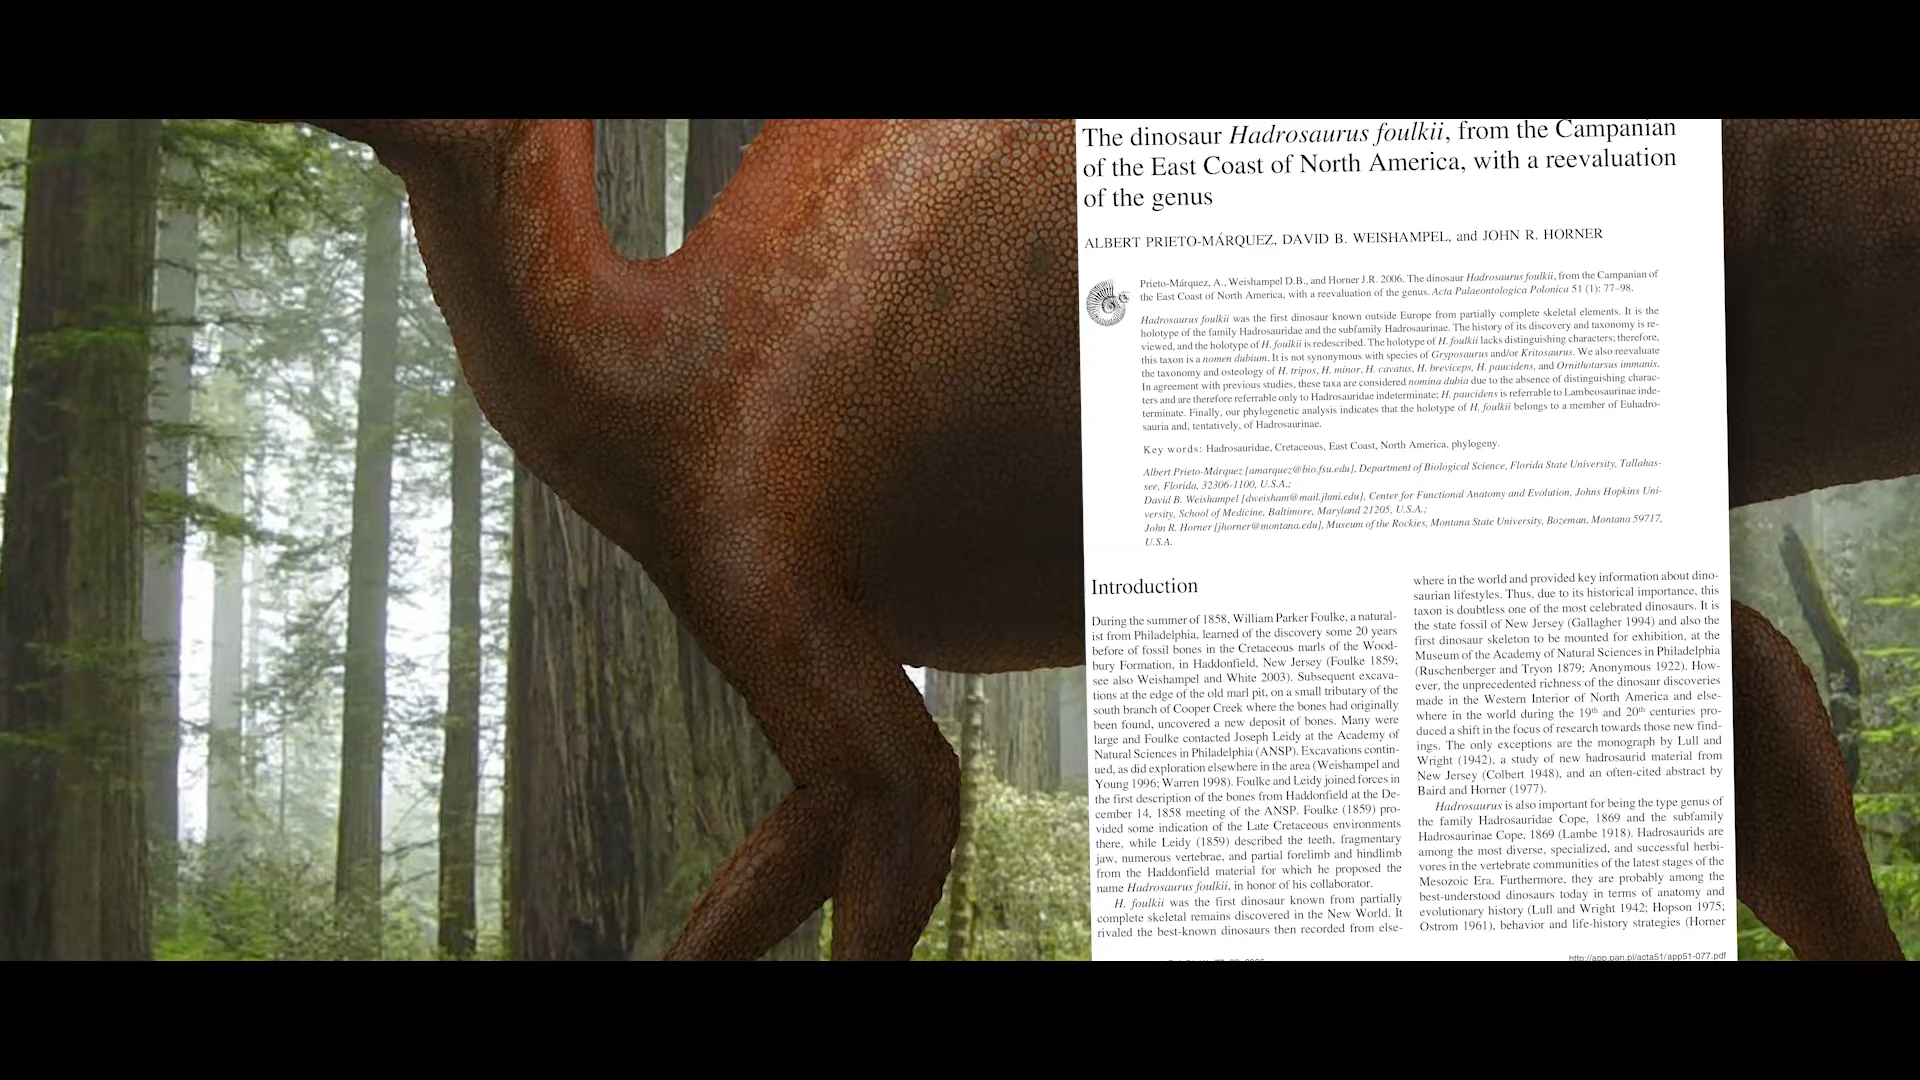 The dinosaur Hadrosaurus foulkii, from the Campanian
of the East Coast of North America, with a reevaluation
of the genus
ALBERT PRIETO-MÁRQUEZ, DAVID B. WEISHAMPEL, and JOHN R. HORNER
Prieto-Márquez, A., Weishampel D.B., and Horner J.R. 2006. The dinosaur Hadrosaurus foulkii, from the Campanian of
the East Coast of North America, with a reevaluation of the genus. Acta Palaeontologica Polonica 51 (1): 77–98.
Hadrosaurus foulkii was the first dinosaur known outside Europe from partially complete skeletal elements. It is the
holotype of the family Hadrosauridae and the subfamily Hadrosaurinae. The history of its discovery and taxonomy is re-
viewed, and the holotype of H. foulkii is redescribed. The holotype of H. foulkii lacks distinguishing characters; therefore,
this taxon is a nomen dubium. It is not synonymous with species of Gryposaurus and/or Kritosaurus. We also reevaluate
the taxonomy and osteology of H. tripos, H. minor, H. cavatus, H. breviceps, H. paucidens, and Ornithotarsus immanis.
In agreement with previous studies, these taxa are considered nomina dubia due to the absence of distinguishing charac-
ters and are therefore referrable only to Hadrosauridae indeterminate; H. paucidens is referrable to Lambeosaurinae inde-
terminate. Finally, our phylogenetic analysis indicates that the holotype of H. foulkii belongs to a member of Euhadro-
sauria and, tentatively, of Hadrosaurinae.
Key words: Hadrosauridae, Cretaceous, East Coast, North America, phylogeny.
Albert Prieto-Márquez [amarquez@bio.fsu.edu], Department of Biological Science, Florida State University, Tallahas-
see, Florida, 32306-1100, U.S.A.;
David B. Weishampel [dweisham@mail.jhmi.edu], Center for Functional Anatomy and Evolution, Johns Hopkins Uni-
versity, School of Medicine, Baltimore, Maryland 21205, U.S.A.;
John R. Horner [jhorner@montana.edu], Museum of the Rockies, Montana State University, Bozeman, Montana 59717,
U.S.A.
Introduction
During the summer of 1858, William Parker Foulke, a natural-
ist from Philadelphia, learned of the discovery some 20 years
before of fossil bones in the Cretaceous marls of the Wood-
bury Formation, in Haddonfield, New Jersey (Foulke 1859;
see also Weishampel and White 2003). Subsequent excava-
tions at the edge of the old marl pit, on a small tributary of the
south branch of Cooper Creek where the bones had originally
been found, uncovered a new deposit of bones. Many were
large and Foulke contacted Joseph Leidy at the Academy of
Natural Sciences in Philadelphia (ANSP). Excavations contin-
ued, as did exploration elsewhere in the area (Weishampel and
Young 1996; Warren 1998). Foulke and Leidy joined forces in
the first description of the bones from Haddonfield at the De-
cember 14, 1858 meeting of the ANSP. Foulke (1859) pro-
vided some indication of the Late Cretaceous environments
there, while Leidy (1859) described the teeth, fragmentary
jaw, numerous vertebrae, and partial forelimb and hindlimb
from the Haddonfield material for which he proposed the
name Hadrosaurus foulkii, in honor of his collaborator.
H. foulkii was the first dinosaur known from partially
complete skeletal remains discovered in the New World. It
rivaled the best-known dinosaurs then recorded from else-
where in the world and provided key information about dino-
saurian lifestyles. Thus, due to its historical importance, this
taxon is doubtless one of the most celebrated dinosaurs. It is
the state fossil of New Jersey (Gallagher 1994) and also the
first dinosaur skeleton to be mounted for exhibition, at the
Museum of the Academy of Natural Sciences in Philadelphia
(Ruschenberger and Tryon 1879; Anonymous 1922). How-
ever, the unprecedented richness of the dinosaur discoveries
made in the Western Interior of North America and else-
where in the world during the 19th and 20th centuries pro-
duced a shift in the focus of research towards those new find-
ings. The only exceptions are the monograph by Lull and
Wright (1942), a study of new hadrosaurid material from
New Jersey (Colbert 1948), and an often-cited abstract by
Baird and Horner (1977).
Hadrosaurus is also important for being the type genus of
the family Hadrosauridae Cope, 1869 and the subfamily
Hadrosaurinae Cope, 1869 (Lambe 1918). Hadrosaurids are
among the most diverse, specialized, and successful herbi-
vores in the vertebrate communities of the latest stages of the
Mesozoic Era. Furthermore, they are probably among the
best-understood dinosaurs today in terms of anatomy and
evolutionary history (Lull and Wright 1942; Hopson 1975;
Ostrom 1961), behavior and life-history strategies (Horner
http://app.pan.pl/acta51/app51-077.pdf